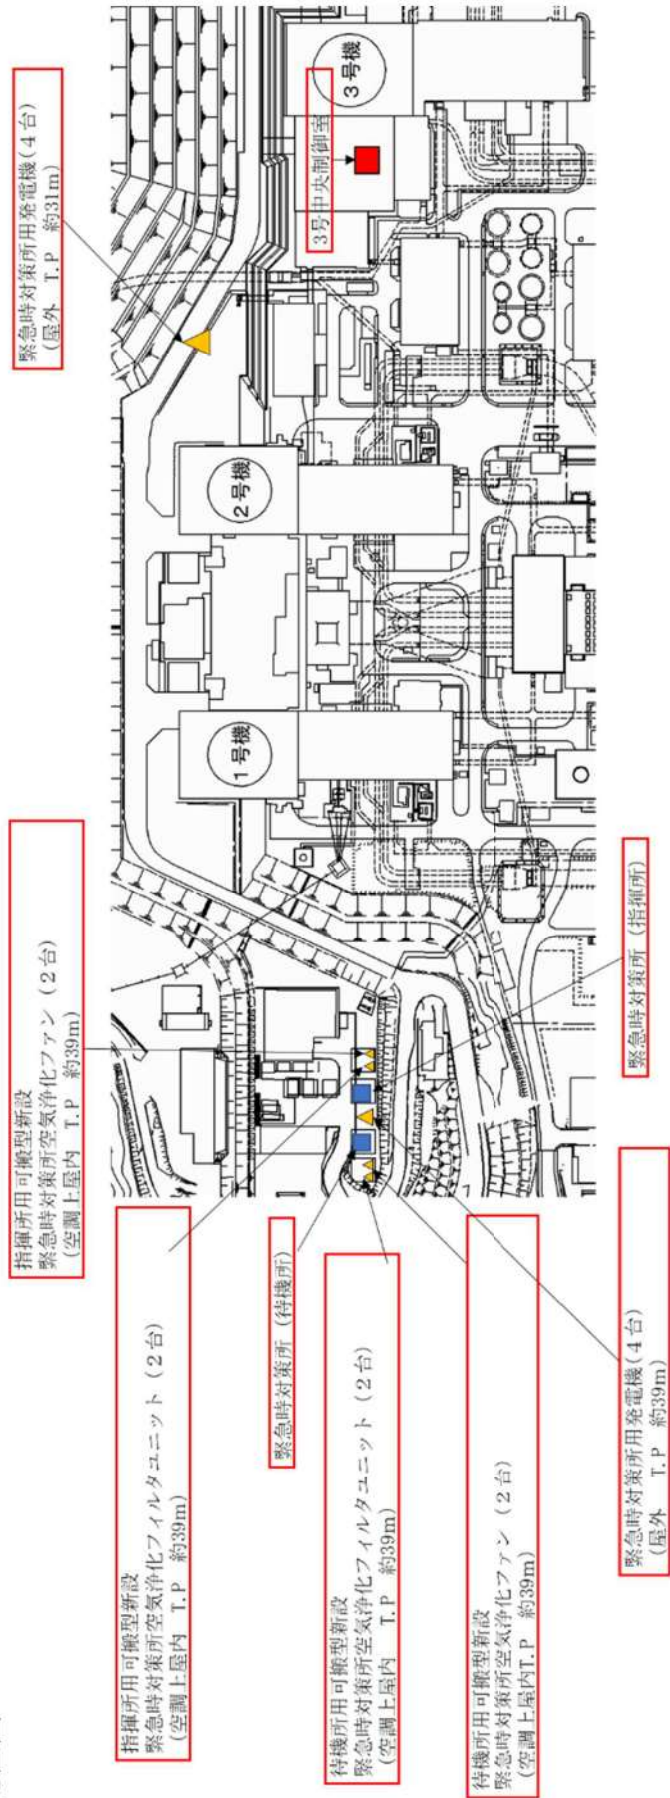 指揮所用可搬型新設
緊急時対策所空気浄化ファン（2台）
(空調上屋内 T.P 約39m)
緊急時対策所用発電機(4台)
(屋外 T.P 約31m)
指揮所用可搬型新設
緊急時対策所空気浄化フィルタユニット（2台）
(空調上屋内 T.P 約39m)
1号機
2号機
3号機
3号中央制御室
緊急時対策所（待機所）
待機所用可搬型新設
緊急時対策所空気浄化フィルタユニット（2台）
(空調上屋内 T.P 約39m)
待機所用可搬型新設
緊急時対策所空気浄化ファン（2台）
(空調上屋内T.P 約39m)
緊急時対策所用発電機(4台)
(屋外 T.P 約39m)
緊急時対策所（指揮所）